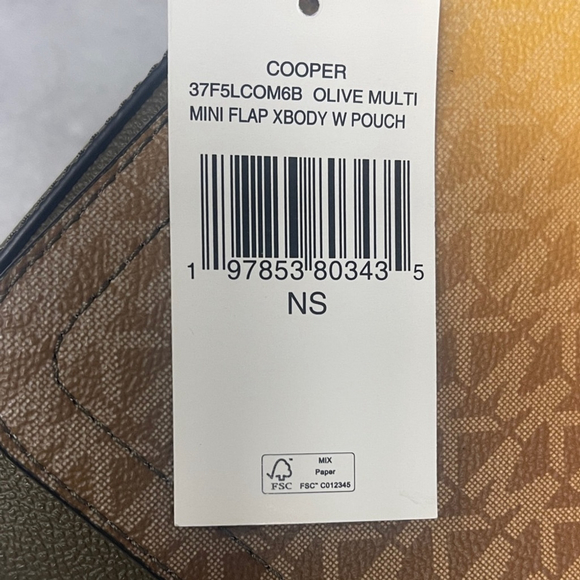 COOPER
37F5LCOM6B OLIVE MULTI
MINI FLAP XBODY W POUCH
1 97853 80343 5
NS
FSC
MIX
Paper
FSC™ C012345